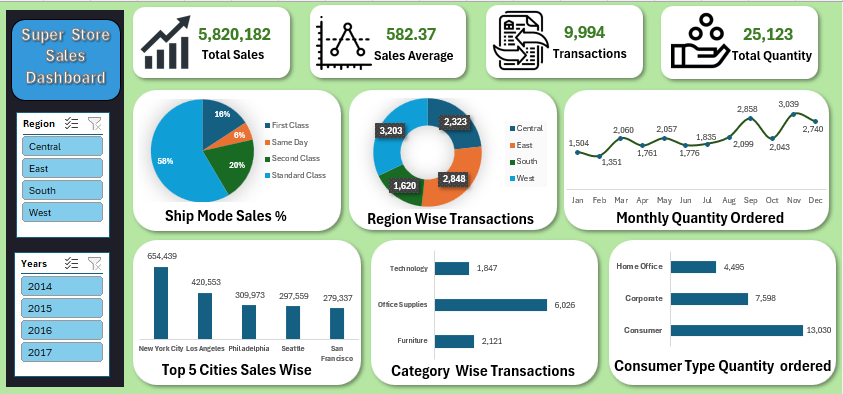 Super Store
Sales
Dashboard
5,820,182
Total Sales
582.37
Sales Average
9,994
Transactions
25,123
Total Quantity
Region
Central
East
South
West
Years
2014
2015
2016
2017
16%
6%
20%
58%
First Class
Same Day
Second Class
Standard Class
Ship Mode Sales %
2,323
2,848
1,620
3,203
Central
East
South
West
Region Wise Transactions
1,504
1,351
2,060
1,761
2,057
1,776
1,835
2,099
2,858
2,043
3,039
2,740
Jan Feb Mar Apr May Jun Jul Aug Sep Oct Nov Dec
Monthly Quantity Ordered
654,439
420,553
309,973
297,559
279,337
New York City Los Angeles Philadelphia Seattle San
Francisco
Top 5 Cities Sales Wise
Technology 1,847
Office Supplies 6,026
Furniture 2,121
Category Wise Transactions
Home Office 4,495
Corporate 7,598
Consumer 13,030
Consumer Type Quantity ordered